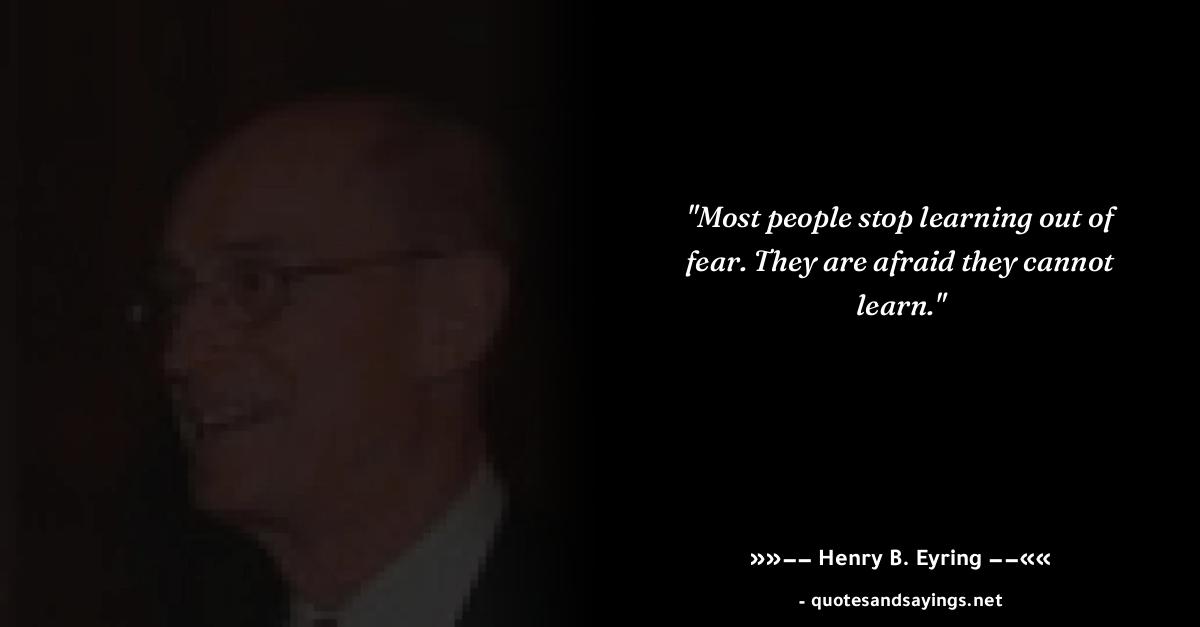 "Most people stop learning out of
fear. They are afraid they cannot
learn."
»»–– Henry B. Eyring ––««
- quotesandsayings.net